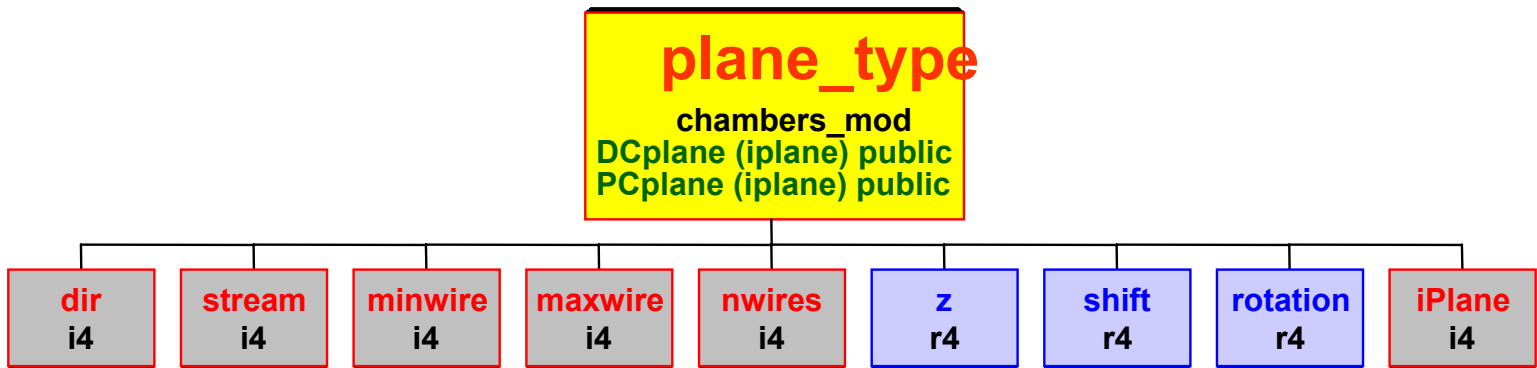 plane_type
chambers_mod
DCplane (iplane) public
PCplane (iplane) public
dir
i4
stream
i4
minwire
i4
maxwire
i4
nwires
i4
z
r4
shift
r4
rotation
r4
iPlane
i4